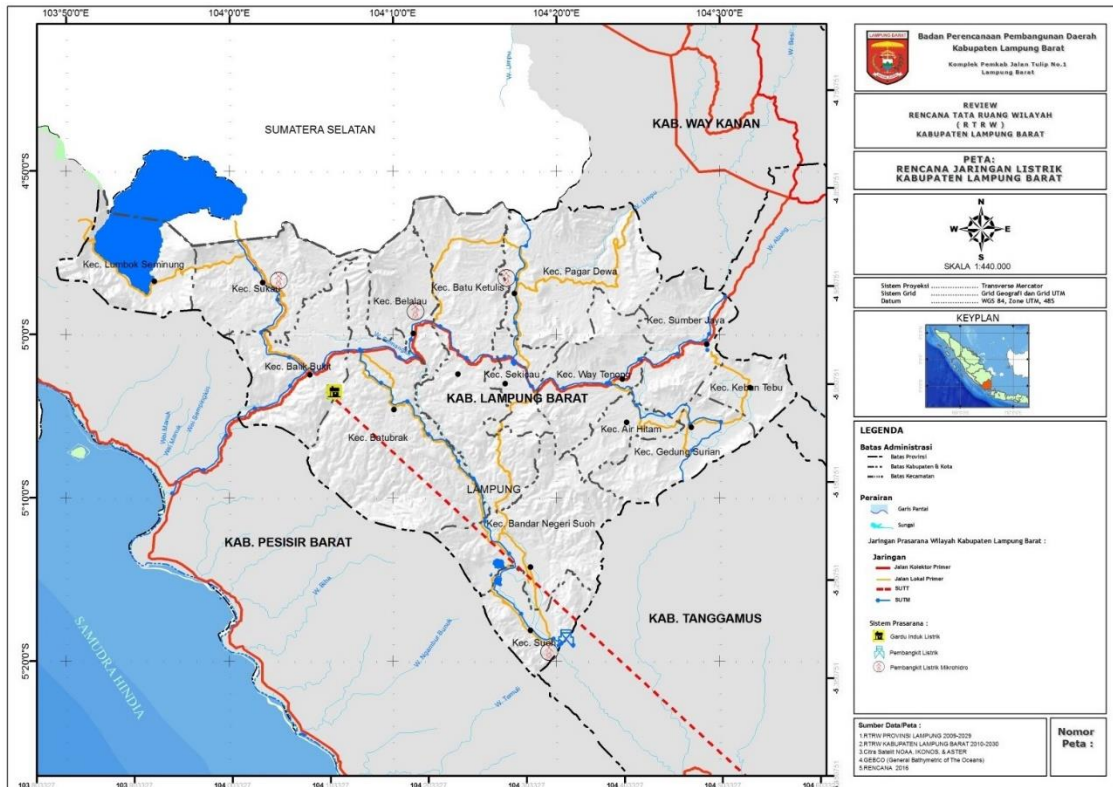 103°50'0"E
104°0'0"E
104°10'0"E
104°20'0"E
104°30'0"E
4°50'0"S
5°0'0"S
5°10'0"S
5°20'0"S
SUMATERA SELATAN
KAB. WAY KANAN
W. Umpu
W. Besi
W. Umpu
W. Abung
Kec. Lumbok Seminung
Kec. Sukau
Kec. Belalau
Kec. Batu Ketulis
Kec. Pagar Dewa
Kec. Sumber Jaya
Kec. Balik Bukit
Kec. Sekicau
Kec. Way Tenong
Kec. Kebun Tebu
KAB. LAMPUNG BARAT
Kec. Batubrak
Kec. Air Hitam
Kec. Gedung Surian
LAMPUNG
Kec. Bandar Negeri Suoh
KAB. PESISIR BARAT
KAB. TANGGAMUS
Kec. Suoh
SAMUDRA HINDIA
W. Ngambur Bunuk
W. Tenuli
LAMPUNG BARAT
Badan Perencanaan Pembangunan Daerah
Kabupaten Lampung Barat
Komplek Pemkab Jalan Tulip No.1
Lampung Barat
REVIEW
RENCANA TATA RUANG WILAYAH
( R T R W )
KABUPATEN LAMPUNG BARAT
PETA:
RENCANA JARINGAN LISTRIK
KABUPATEN LAMPUNG BARAT
N
W
E
S
SKALA 1:440.000
Sistem Proyeksi ........ Transverse Mercator
Sistem Grid ........ Grid Geografi dan Grid UTM
Datum ........ WGS 84, Zone UTM, 48S
KEYPLAN
LEGENDA
Batas Administrasi
Batas Provinsi
Batas Kabupaten & Kota
Batas Kecamatan
Perairan
Garis Pantai
Sungai
Jaringan Prasarana Wilayah Kabupaten Lampung Barat :
Jaringan
Jalan Kolektor Primer
Jalan Lokal Primer
SUTT
SUTM
Sistem Prasarana :
Gardu Induk Listrik
Pembangkit Listrik
Pembangkit Listrik Mikrohidro
Sumber Data/Peta :
1.RTRW PROVINSI LAMPUNG 2009-2029
2.RTRW KABUPATEN LAMPUNG BARAT 2010-2030
3.Citra Satelit NOAA, IKONOS, & ASTER
4.GEBCO (General Bathymetric of The Oceans)
5.RENCANA 2016
Nomor
Peta :